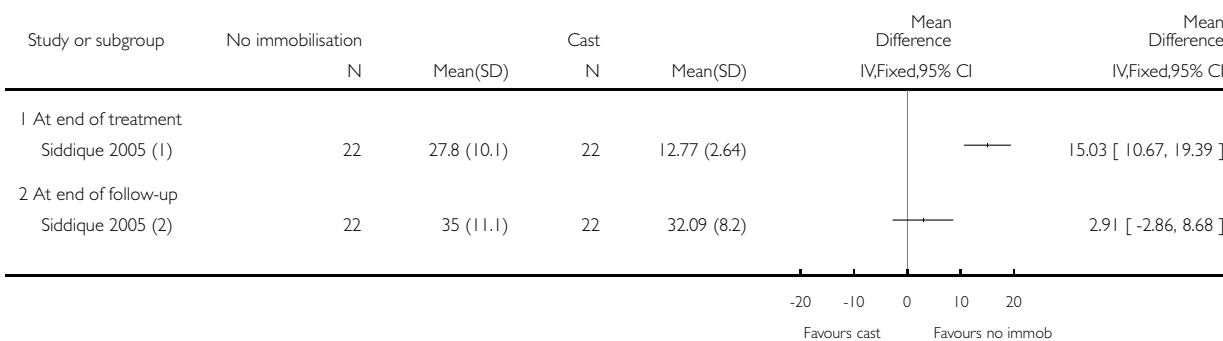 Study or subgroup No immobilisation Cast Mean Difference Mean Difference
N Mean(SD) N Mean(SD) IV,Fixed,95% CI IV,Fixed,95% CI
1 At end of treatment
Siddique 2005 (1) 22 27.8 (10.1) 22 12.77 (2.64) 15.03 [ 10.67, 19.39 ]
2 At end of follow-up
Siddique 2005 (2) 22 35 (11.1) 22 32.09 (8.2) 2.91 [ -2.86, 8.68 ]
-20 -10 0 10 20
Favours cast Favours no immob